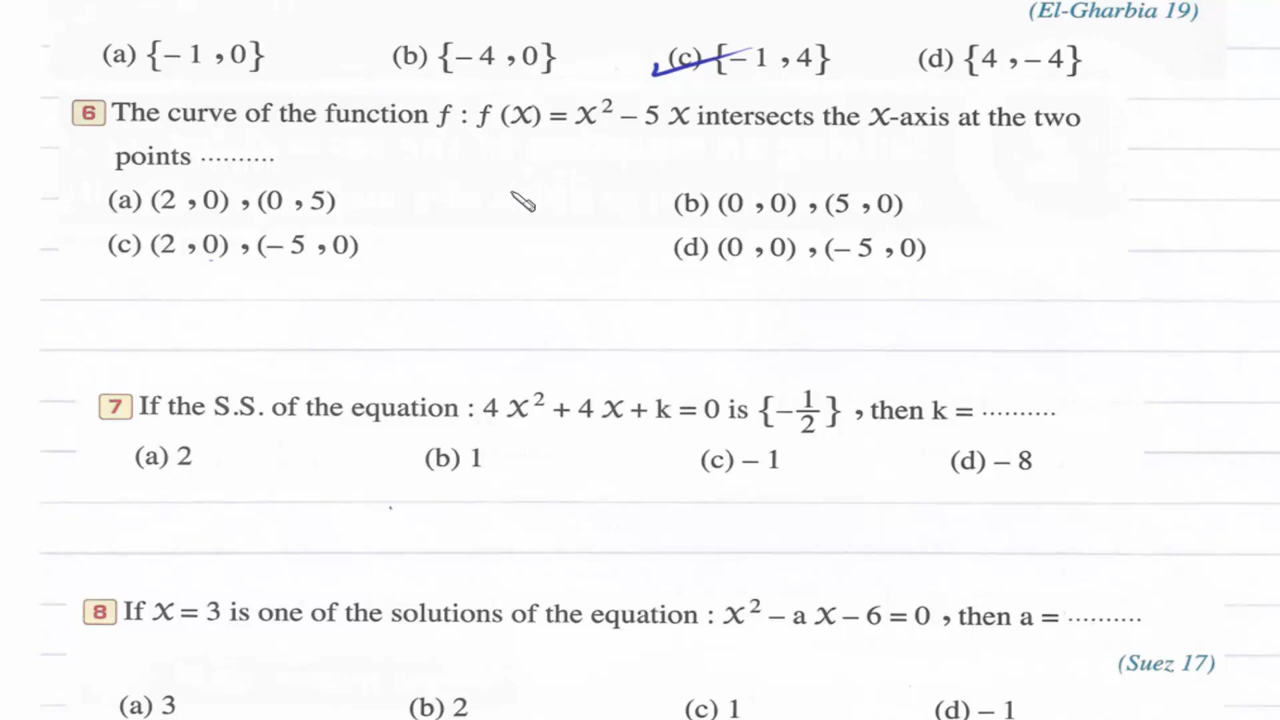 (El-Gharbia 19)
(a) {– 1 , 0} (b) {– 4 , 0} (c) {– 1 , 4} (d) {4 , – 4}
6 The curve of the function f : f (X) = X² – 5 X intersects the X-axis at the two
points ..........
(a) (2 , 0) , (0 , 5) (b) (0 , 0) , (5 , 0)
(c) (2 , 0) , (– 5 , 0) (d) (0 , 0) , (– 5 , 0)
7 If the S.S. of the equation : 4 X² + 4 X + k = 0 is {– 1/2} , then k = ..........
(a) 2 (b) 1 (c) – 1 (d) – 8
8 If X = 3 is one of the solutions of the equation : X² – a X – 6 = 0 , then a = ..........
(Suez 17)
(a) 3 (b) 2 (c) 1 (d) – 1